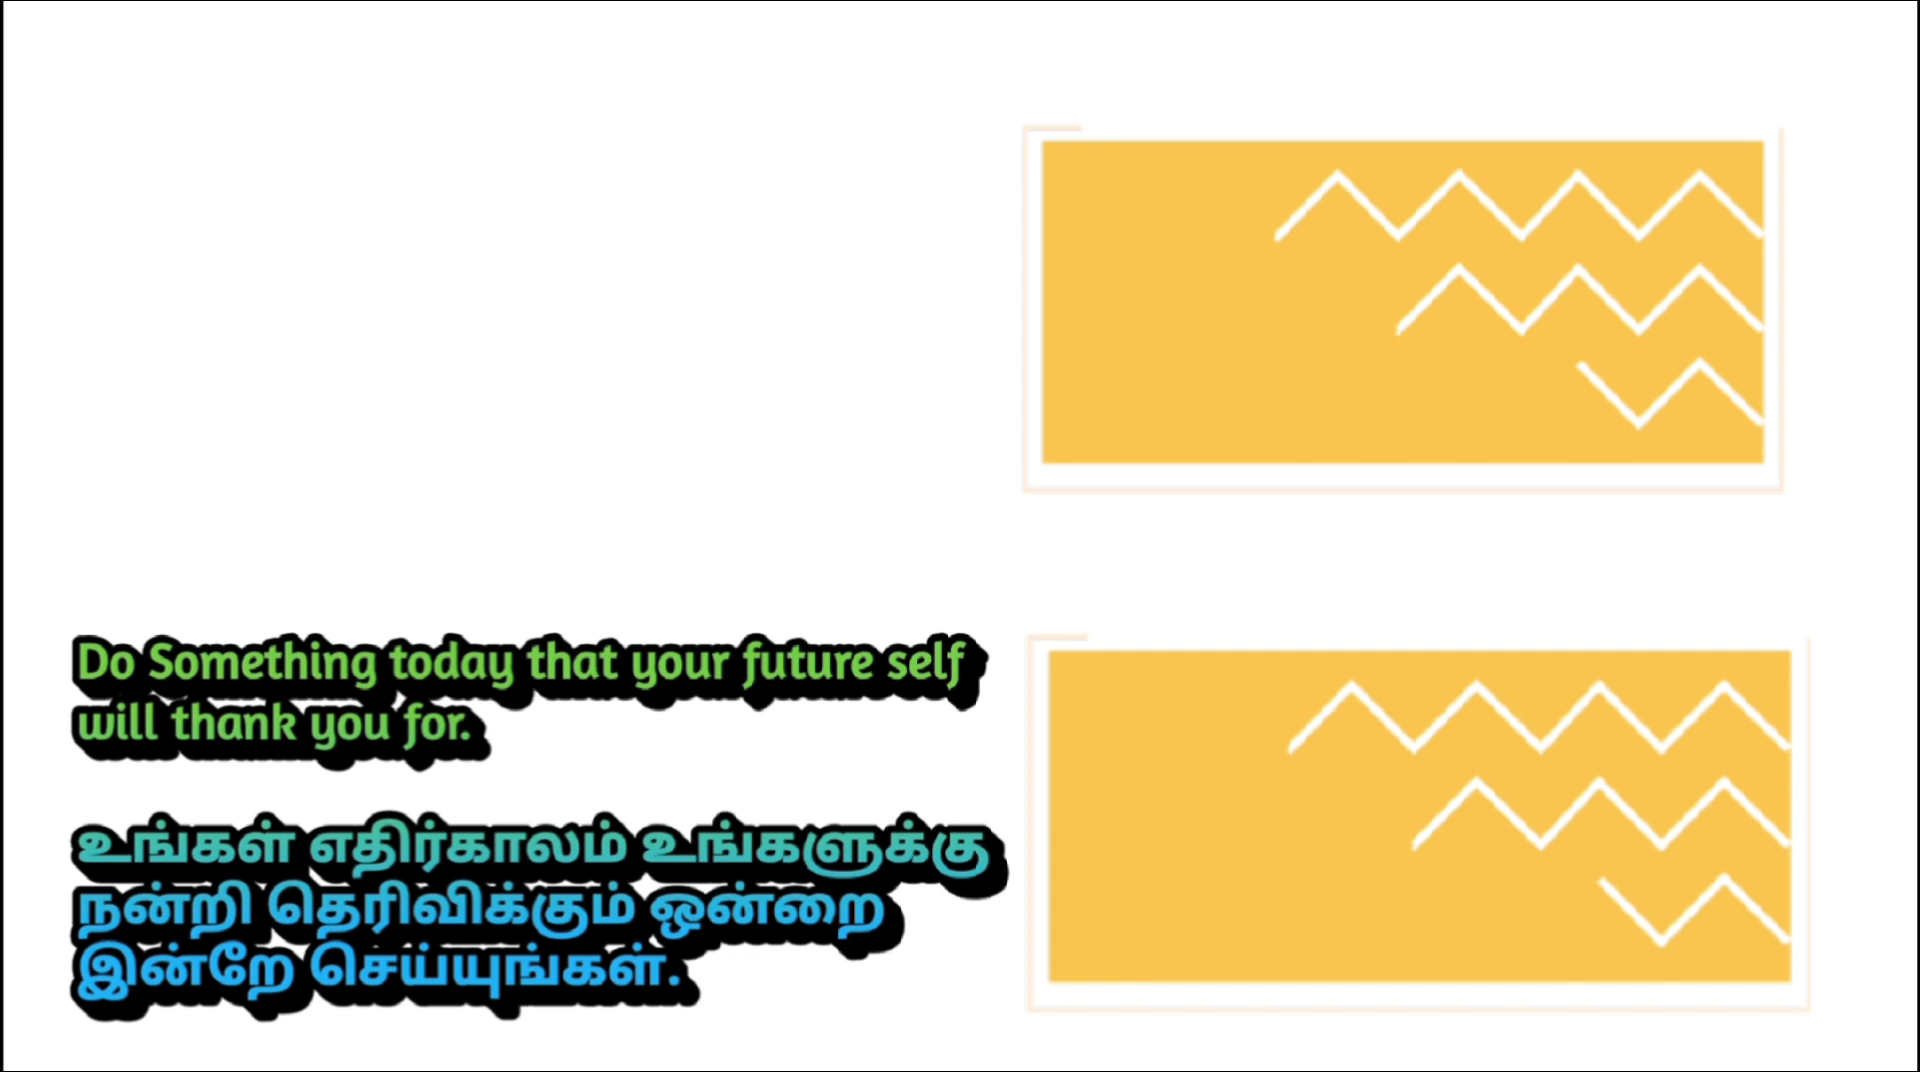 Do Something today that your future self
will thank you for.
உங்கள் எதிர்காலம் உங்களுக்கு
நன்றி தெரிவிக்கும் ஒன்றை
இன்றே செய்யுங்கள்.